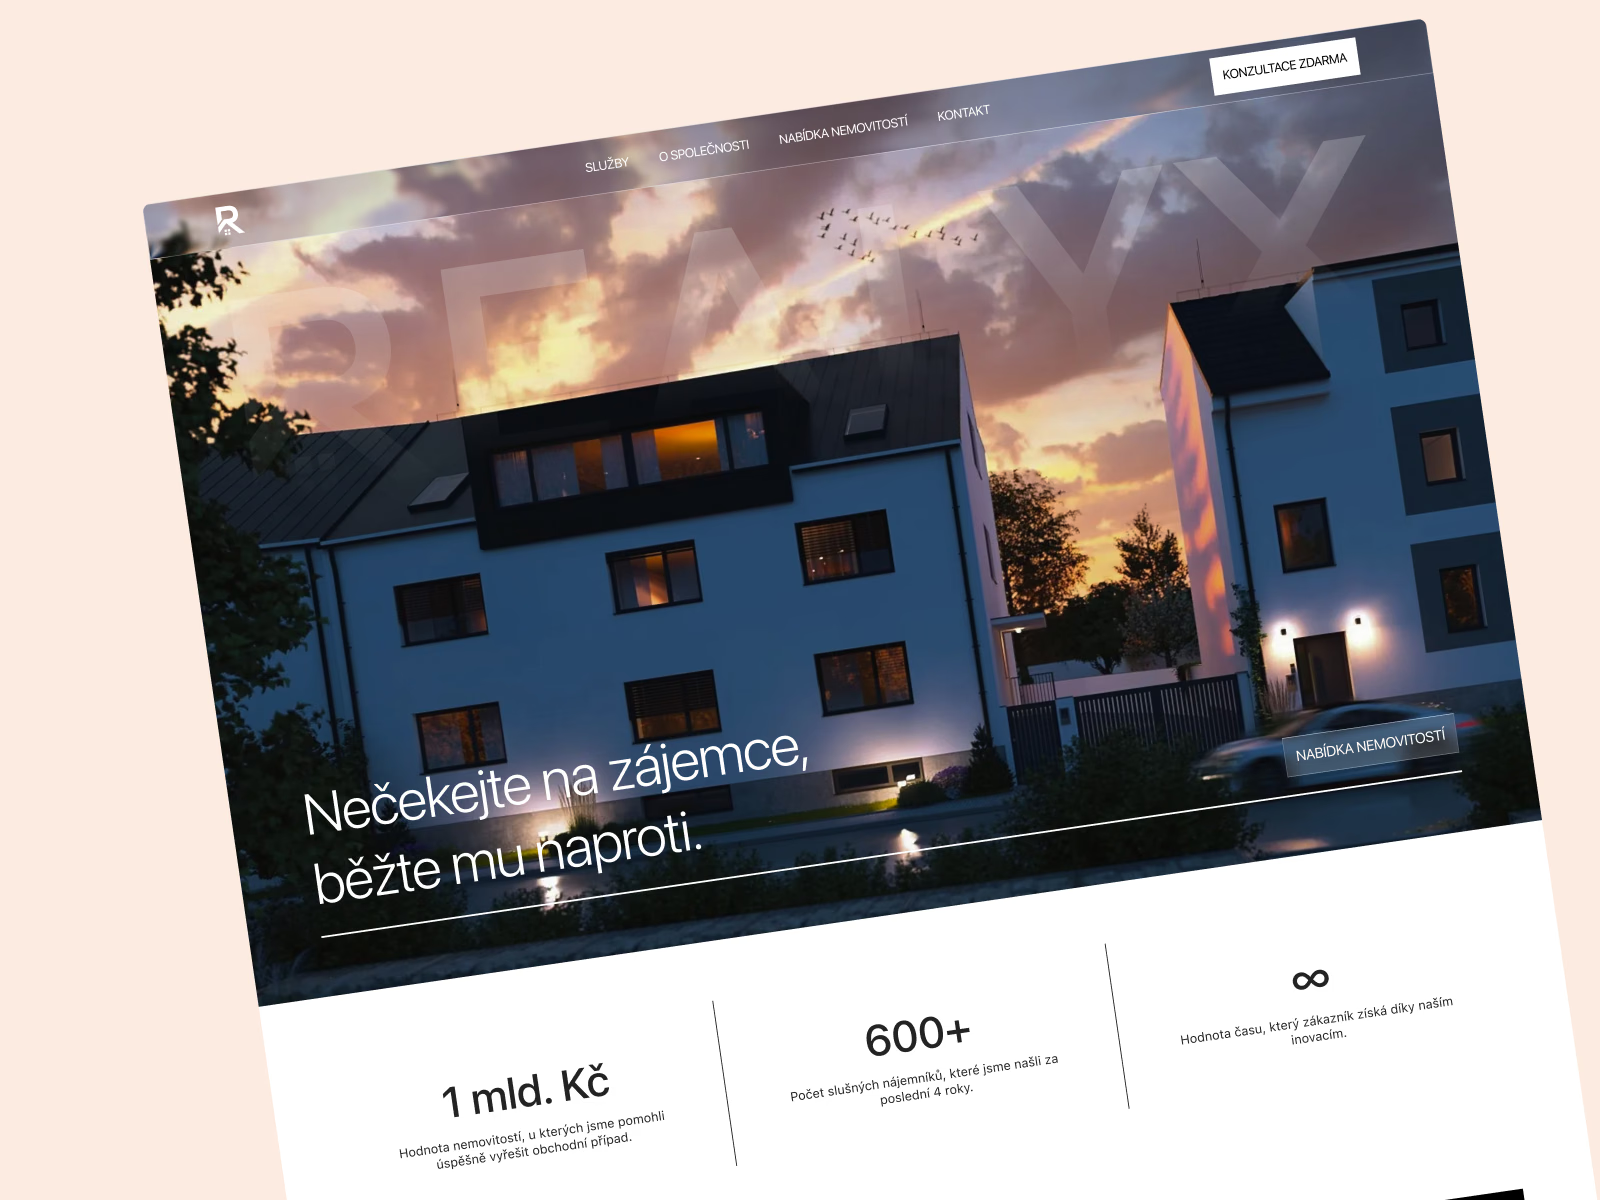 R
SLUŽBY
O SPOLEČNOSTI
NABÍDKA NEMOVITOSTÍ
KONTAKT
KONZULTACE ZDARMA
REALYX
Nečekejte na zájemce,
běžte mu naproti.
NABÍDKA NEMOVITOSTÍ
1 mld. Kč
Hodnota nemovitostí, u kterých jsme pomohli
úspěšně vyřešit obchodní případ.
600+
Počet slušných nájemníků, které jsme našli za
poslední 4 roky.
∞
Hodnota času, který zákazník získá díky naším
inovacím.